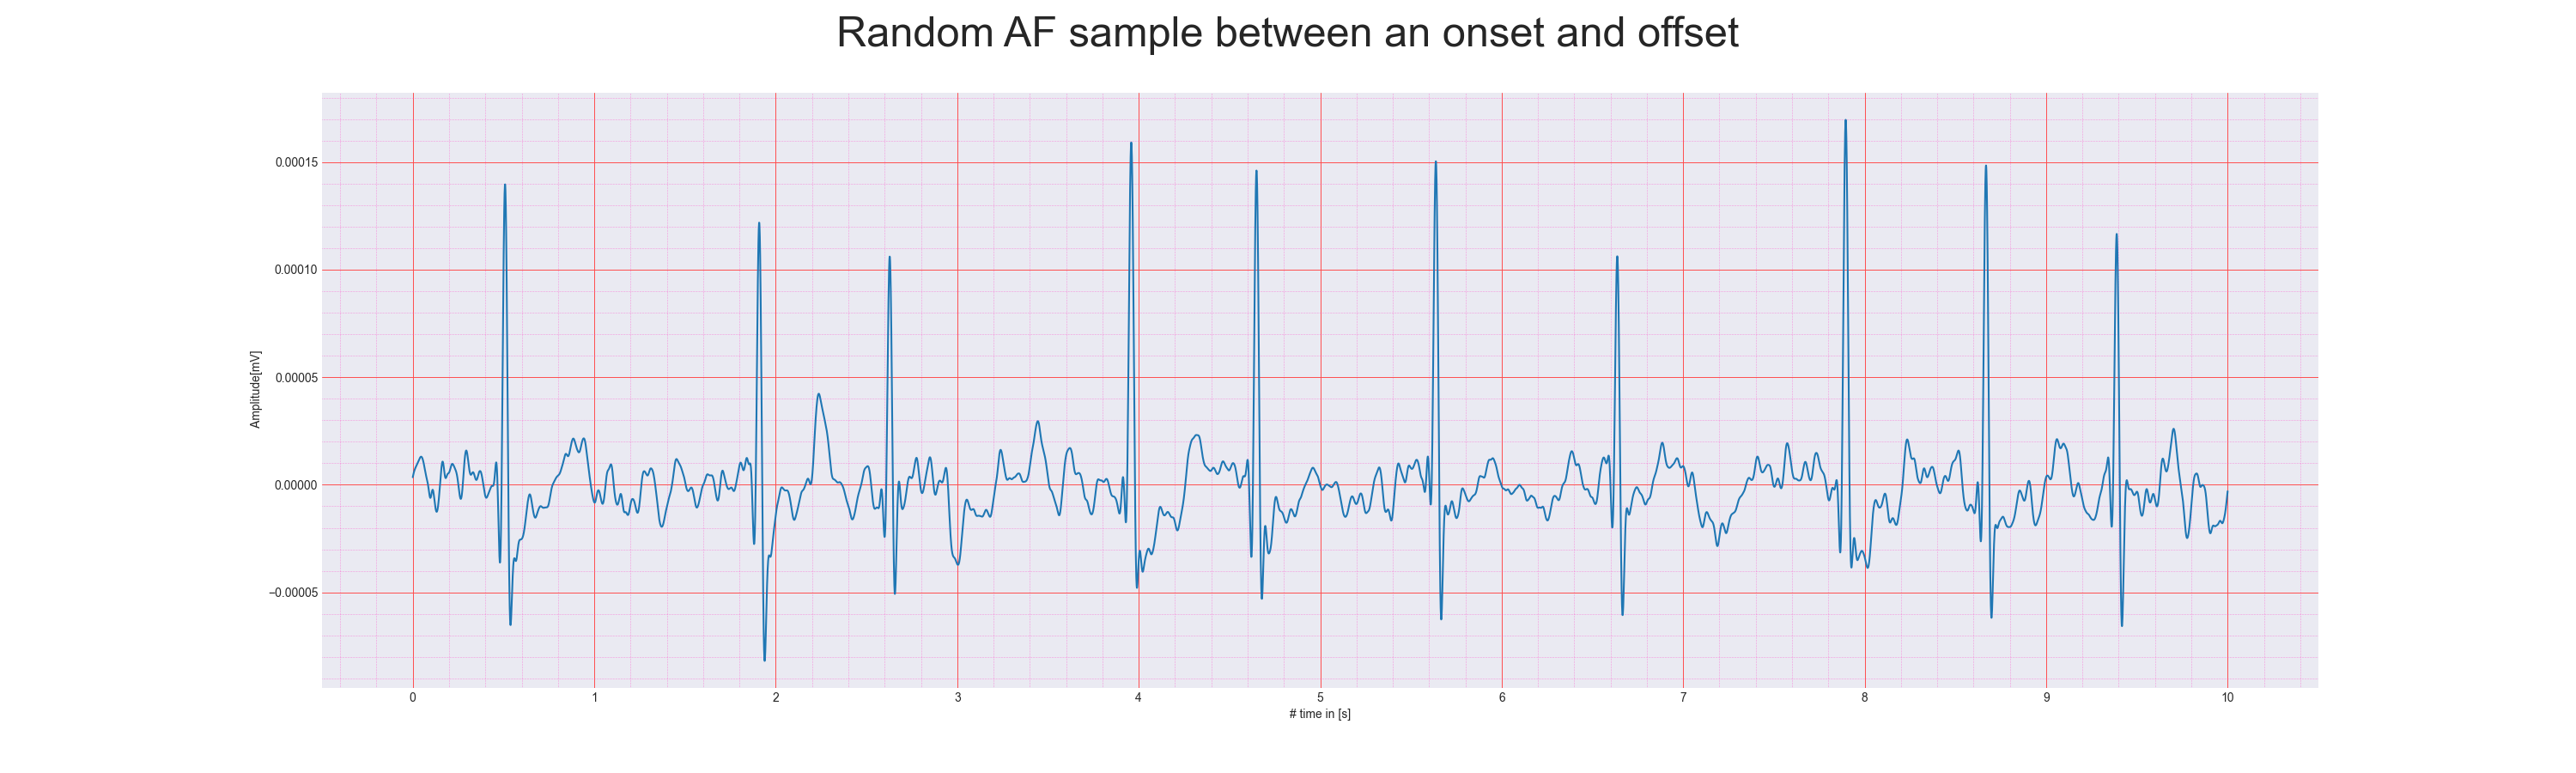 Random AF sample between an onset and offset
0.00015
0.00010
0.00005
0.00000
−0.00005
Amplitude[mV]
0 1 2 3 4 5 6 7 8 9 10
# time in [s]